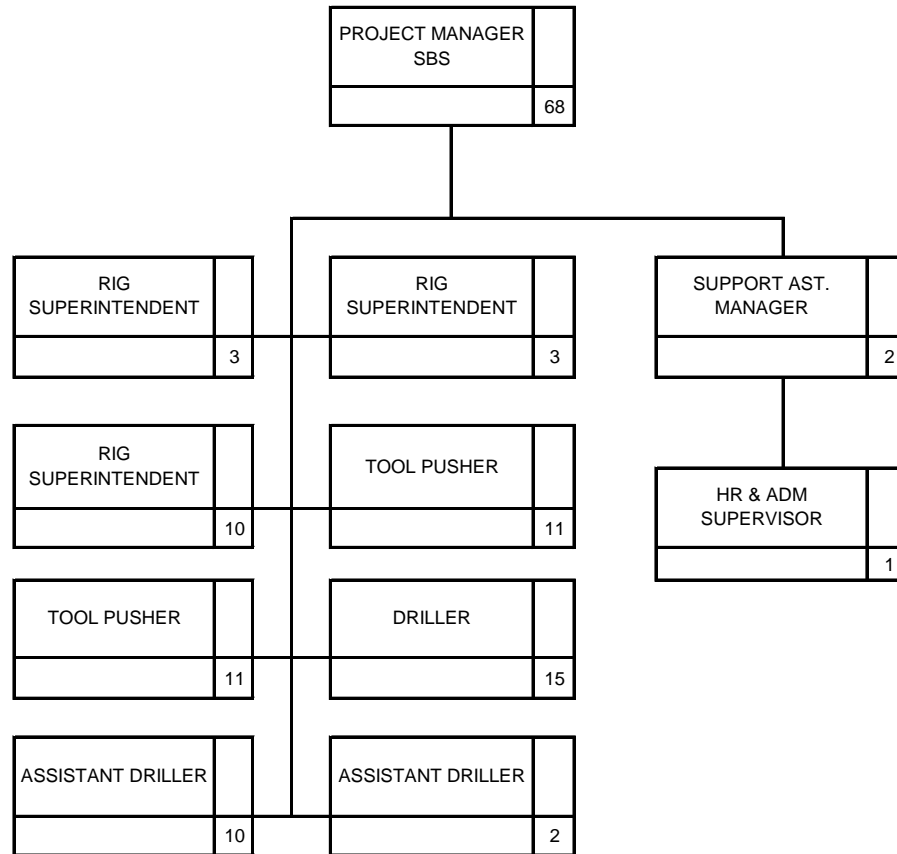 PROJECT MANAGER
SBS
68
RIG
SUPERINTENDENT
3
RIG
SUPERINTENDENT
3
SUPPORT AST.
MANAGER
2
RIG
SUPERINTENDENT
10
TOOL PUSHER
11
HR & ADM
SUPERVISOR
1
TOOL PUSHER
11
DRILLER
15
ASSISTANT DRILLER
10
ASSISTANT DRILLER
2